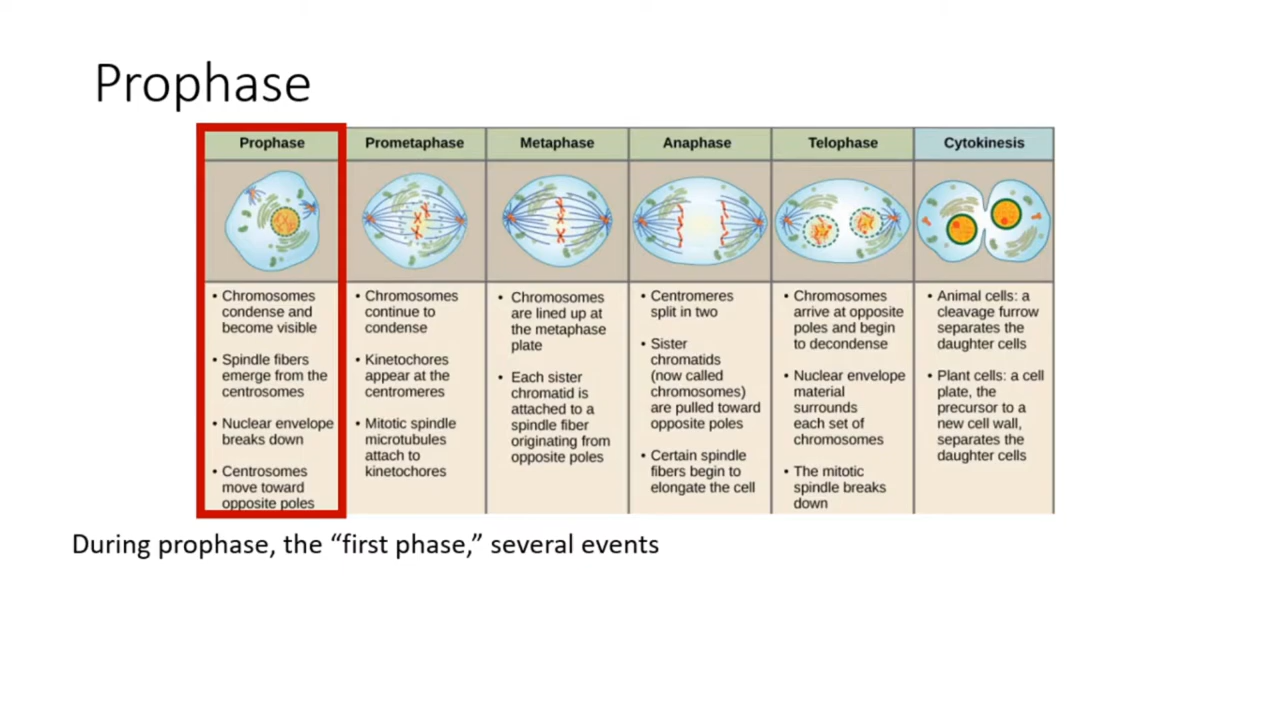 Prophase
Prophase
Prometaphase
Metaphase
Anaphase
Telophase
Cytokinesis
• Chromosomes
condense and
become visible
• Spindle fibers
emerge from the
centrosomes
• Nuclear envelope
breaks down
• Centrosomes
move toward
opposite poles
• Chromosomes
continue to
condense
• Kinetochores
appear at the
centromeres
• Mitotic spindle
microtubules
attach to
kinetochores
• Chromosomes
are lined up at
the metaphase
plate
• Each sister
chromatid is
attached to a
spindle fiber
originating from
opposite poles
• Centromeres
split in two
• Sister
chromatids
(now called
chromosomes)
are pulled toward
opposite poles
• Certain spindle
fibers begin to
elongate the cell
• Chromosomes
arrive at opposite
poles and begin
to decondense
• Nuclear envelope
material
surrounds
each set of
chromosomes
• The mitotic
spindle breaks
down
• Animal cells: a
cleavage furrow
separates the
daughter cells
• Plant cells: a cell
plate, the
precursor to a
new cell wall,
separates the
daughter cells
During prophase, the “first phase,” several events